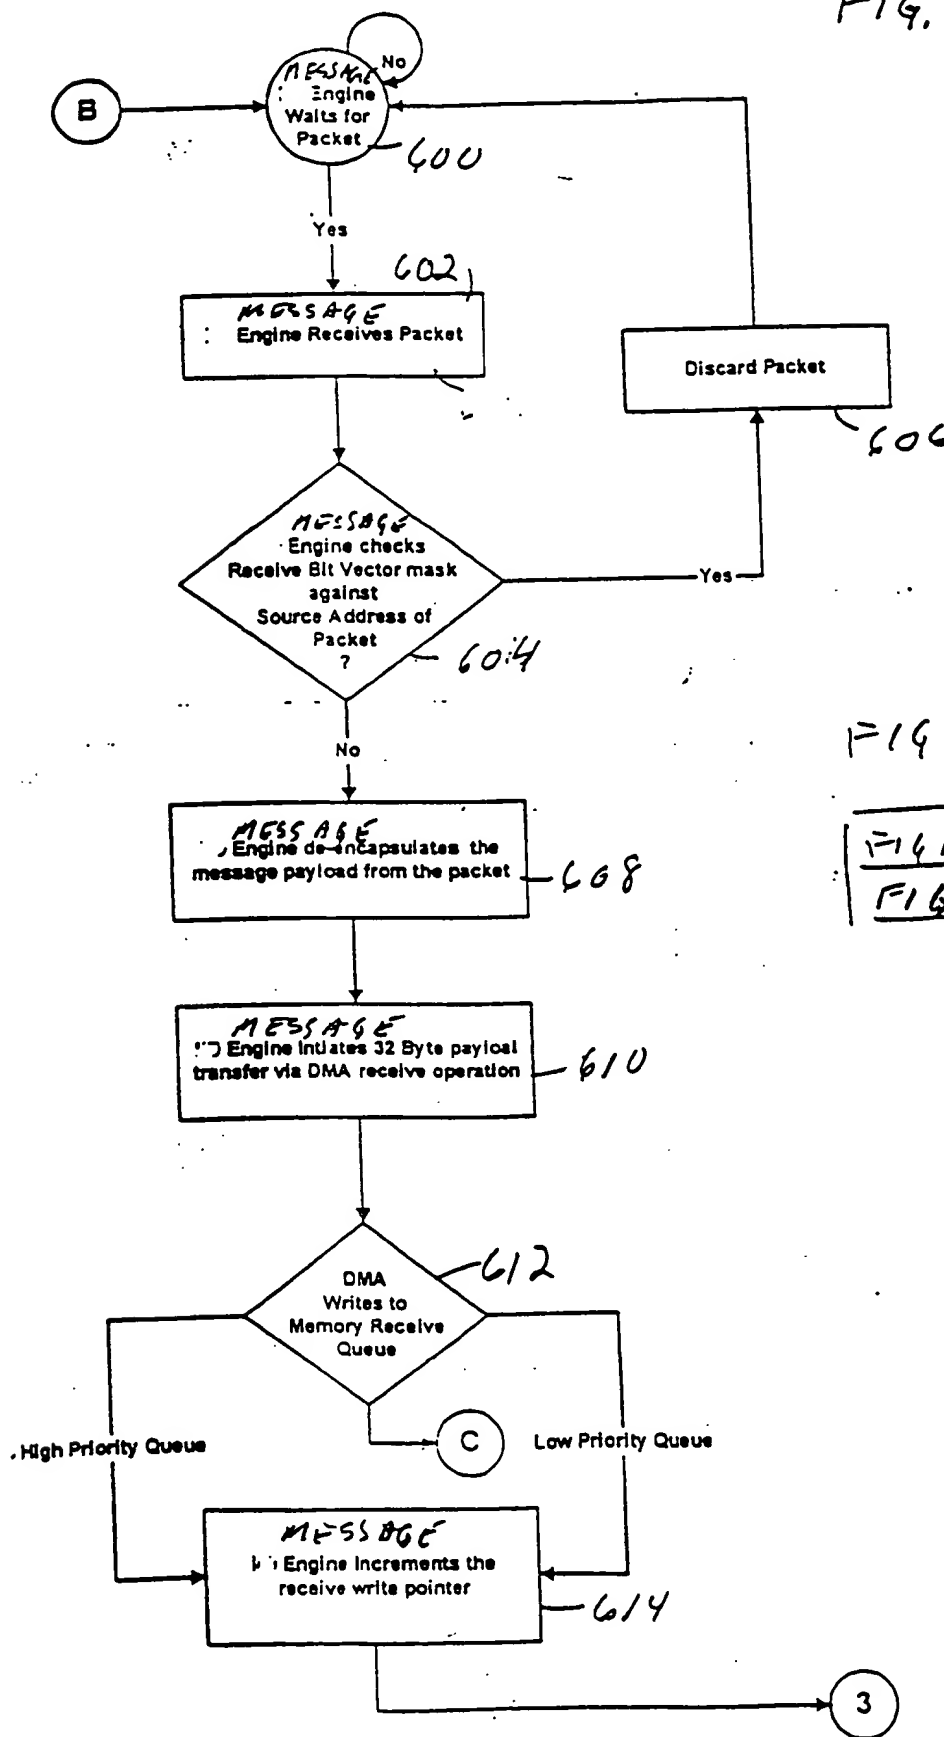 FIG.
B
MESSAGE
Engine
Waits for
Packet
No
600
Yes
602
MESSAGE
Engine Receives Packet
Discard Packet
606
MESSAGE
Engine checks
Receive Bit Vector mask
against
Source Address of
Packet
?
Yes
604
No
FIG
MESSAGE
Engine de-encapsulates the
message payload from the packet
608
FIG
FIG
MESSAGE
Engine Intiates 32 Byte payload
transfer via DMA receive operation
610
612
DMA
Writes to
Memory Receive
Queue
High Priority Queue
C
Low Priority Queue
MESSAGE
Engine Increments the
receive write pointer
614
3